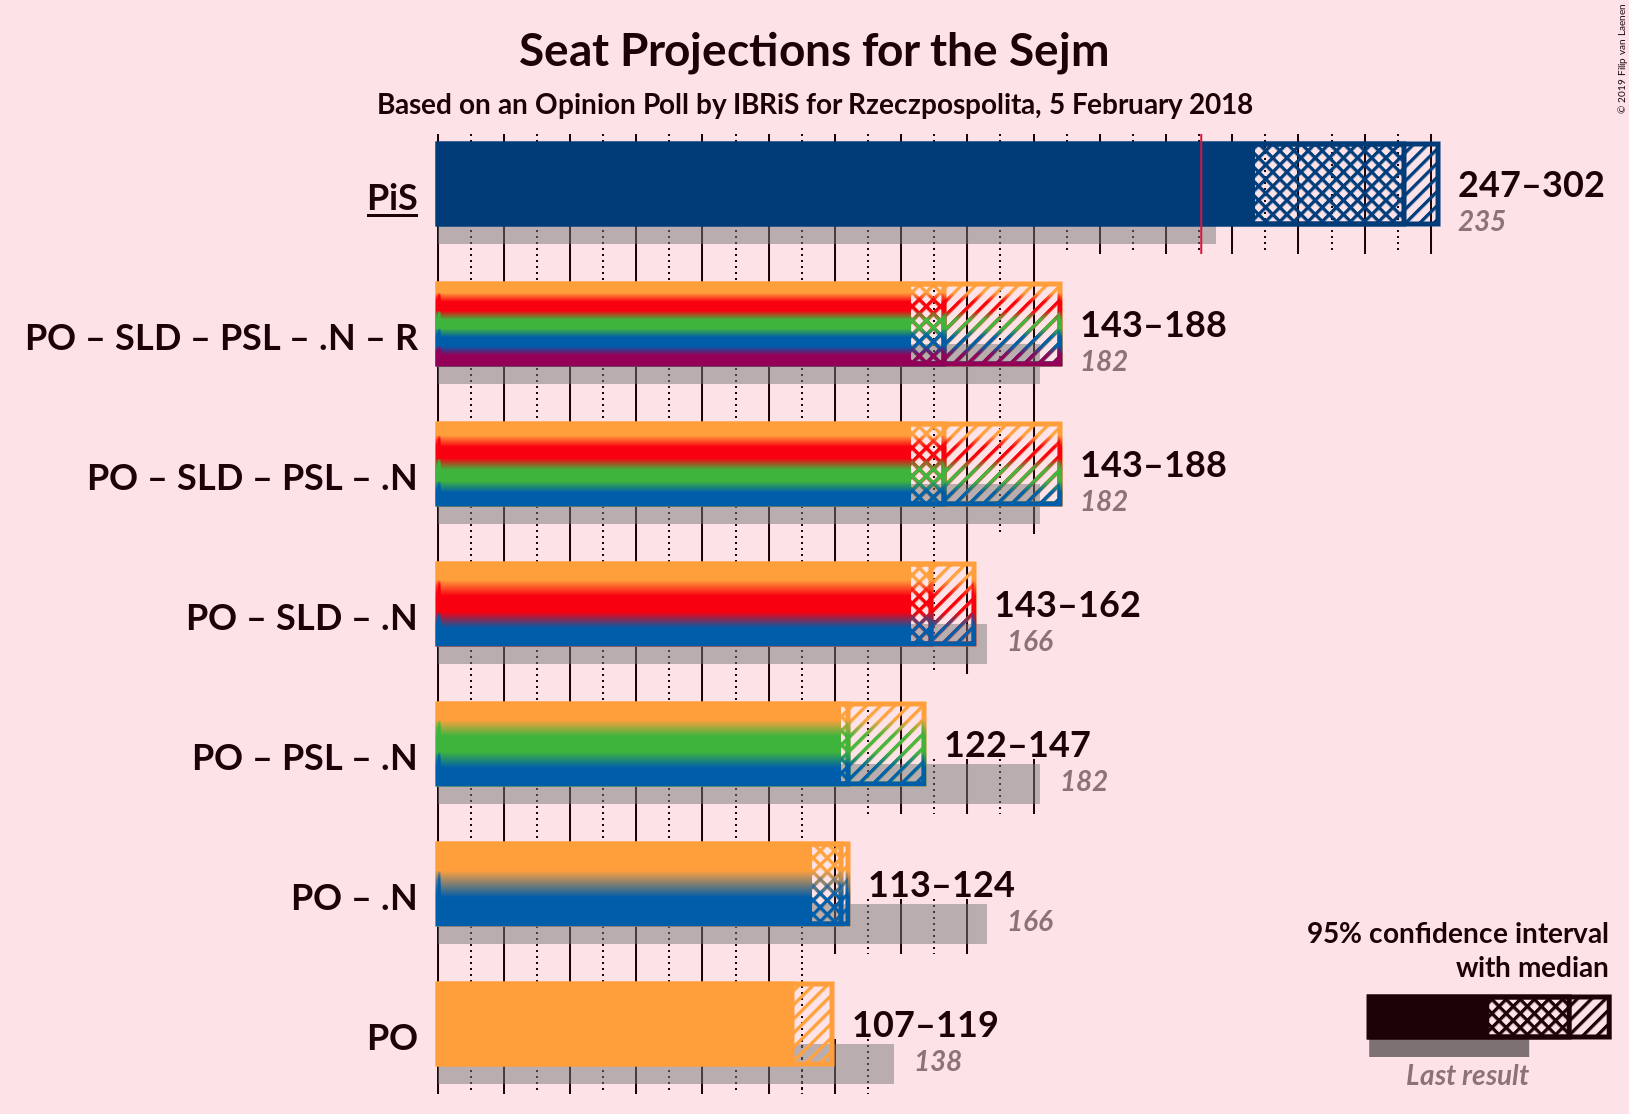 Seat Projections for the Sejm
Based on an Opinion Poll by IBRiS for Rzeczpospolita, 5 February 2018
© 2019 Filip van Laenen
PiS
247–302
235
PO – SLD – PSL – .N – R
143–188
182
PO – SLD – PSL – .N
143–188
182
PO – SLD – .N
143–162
166
PO – PSL – .N
122–147
182
PO – .N
113–124
166
PO
107–119
138
95% confidence interval
with median
Last result